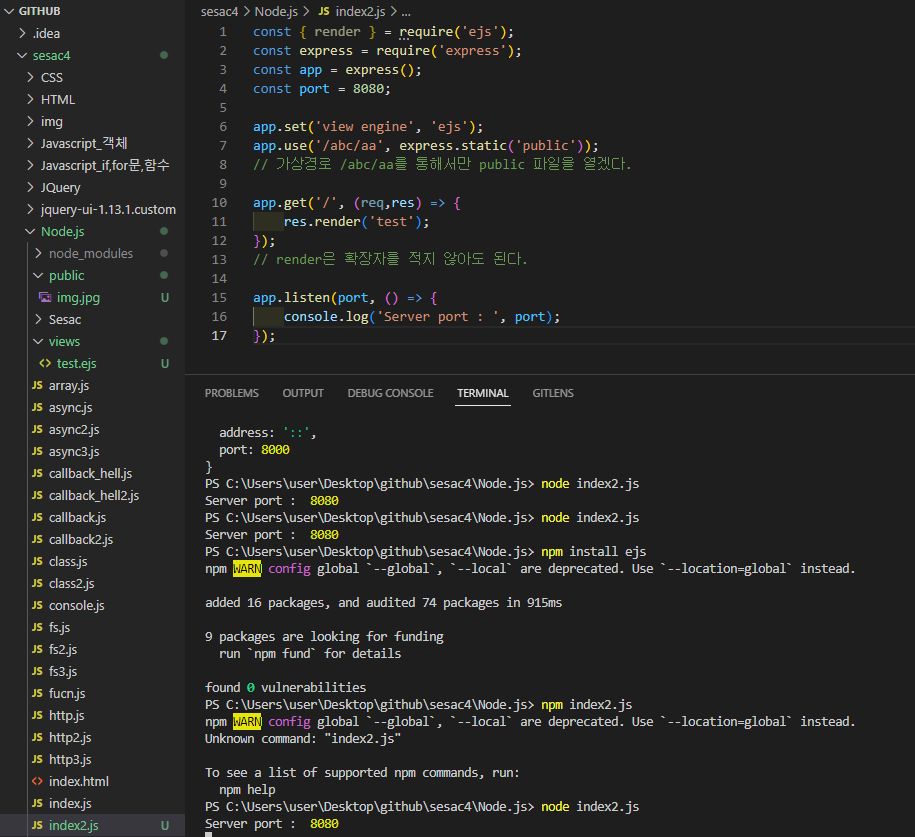 GITHUB
.idea
sesac4
CSS
HTML
img
Javascript_객체
Javascript_if,for문,함수
JQuery
jquery-ui-1.13.1.custom
Node.js
node_modules
public
img.jpg U
Sesac
views
test.ejs U
JS array.js
JS async.js
JS async2.js
JS async3.js
JS callback_hell.js
JS callback_hell2.js
JS callback.js
JS callback2.js
JS class.js
JS class2.js
JS console.js
JS fs.js
JS fs2.js
JS fs3.js
JS fucn.js
JS http.js
JS http2.js
JS http3.js
<> index.html
JS index.js
JS index2.js U
sesac4 > Node.js > JS index2.js > ...
1 const { render } = require('ejs');
2 const express = require('express');
3 const app = express();
4 const port = 8080;
5
6 app.set('view engine', 'ejs');
7 app.use('/abc/aa', express.static('public'));
8 // 가상경로 /abc/aa를 통해서만 public 파일을 열겠다.
9
10 app.get('/', (req,res) => {
11 res.render('test');
12 });
13 // render은 확장자를 적지 않아도 된다.
14
15 app.listen(port, () => {
16 console.log('Server port : ', port);
17 });
PROBLEMS OUTPUT DEBUG CONSOLE TERMINAL GITLENS
address: '::',
port: 8000
}
PS C:\Users\user\Desktop\github\sesac4\Node.js> node index2.js
Server port :  8080
PS C:\Users\user\Desktop\github\sesac4\Node.js> node index2.js
Server port :  8080
PS C:\Users\user\Desktop\github\sesac4\Node.js> npm install ejs
npm WARN config global `--global`, `--local` are deprecated. Use `--location=global` instead.
added 16 packages, and audited 74 packages in 915ms
9 packages are looking for funding
run `npm fund` for details
found 0 vulnerabilities
PS C:\Users\user\Desktop\github\sesac4\Node.js> npm index2.js
npm WARN config global `--global`, `--local` are deprecated. Use `--location=global` instead.
Unknown command: "index2.js"
To see a list of supported npm commands, run:
npm help
PS C:\Users\user\Desktop\github\sesac4\Node.js> node index2.js
Server port :  8080